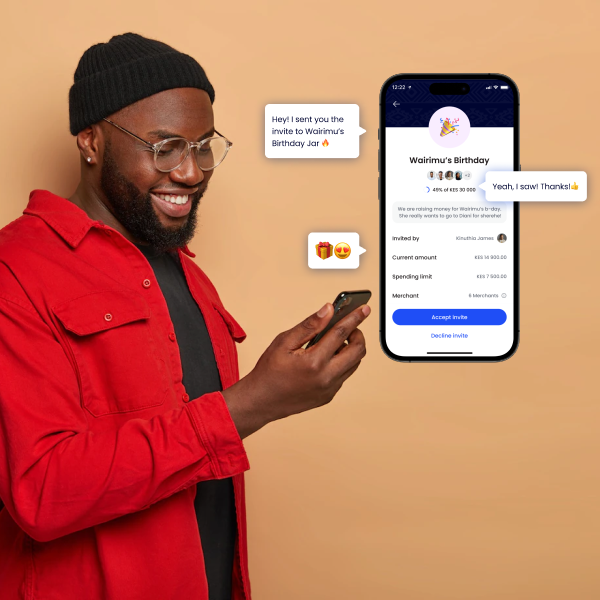 Hey! I sent you the
invite to Wairimu's
Birthday Jar 🔥
12:22
Wairimu's Birthday
+2
49% of KES 30 000
Yeah, I saw! Thanks!👍
We are raising money for Wairimu's b-day.
She really wants to go to Diani for sherehe!
Invited by Kinuthia James
Current amount KES 14 900.00
Spending limit KES 7 500.00
Merchant 6 Merchants
Accept Invite
Decline Invite